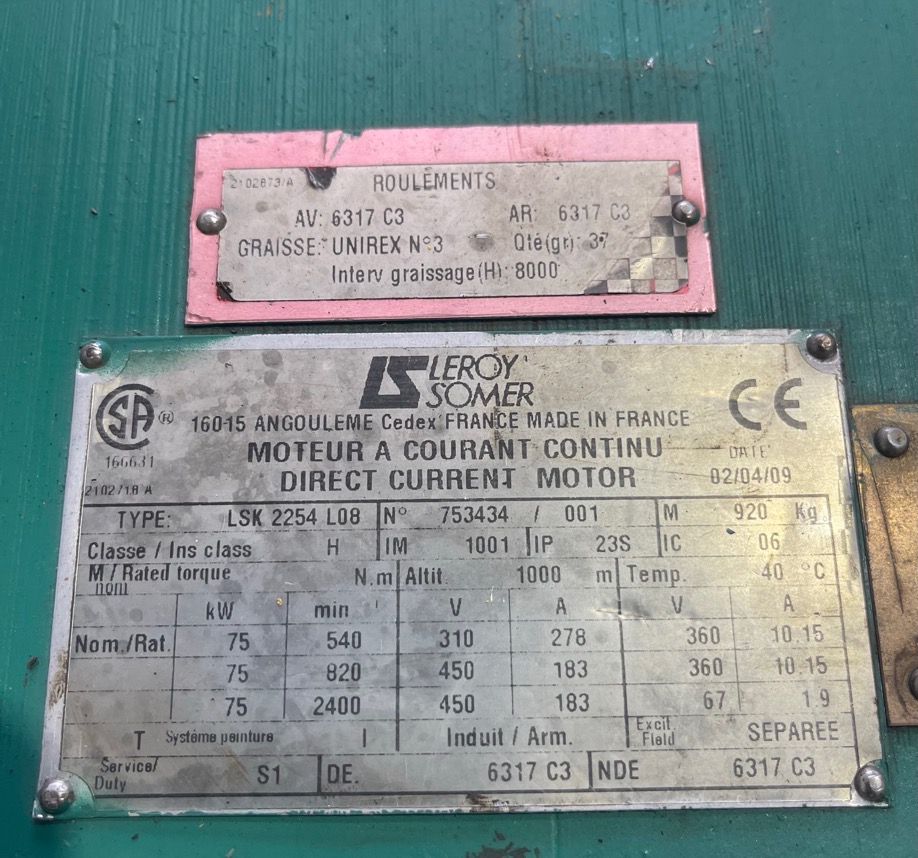 2102873/A ROULEMENTS
AV: 6317 C3 AR: 6317 C3
GRAISSE: UNIREX N°3 Qté(gr): 37
Interv graissage(H): 8000
LS LEROY
SOMER
SA ® 16015 ANGOULEME Cedex FRANCE MADE IN FRANCE CE
166631 MOTEUR A COURANT CONTINU DATE
DIRECT CURRENT MOTOR 02/04/09
TYPE: LSK 2254 L08 N° 753434 / 001 M 920 Kg
Classe / Ins class H IM 1001 IP 23S IC 06
M / Rated torque N.m Altit. 1000 m Temp. 40 °C
nom
kW min V A V A
Nom./Rat. 75 540 310 278 360 10.15
75 820 450 183 360 10.15
75 2400 450 183 67 1.9
T Systéme peinture I Induit / Arm. Excit. SEPAREE
Field
Service/ S1 DE. 6317 C3 NDE 6317 C3
Duty